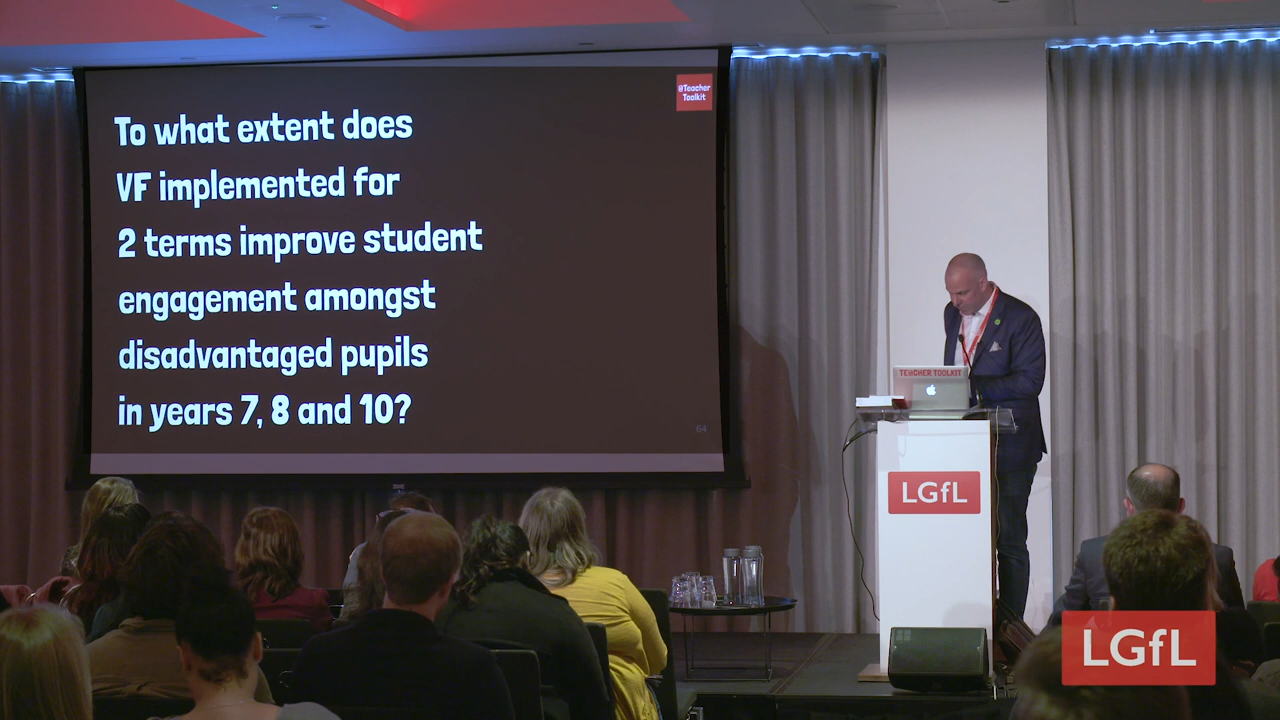 @Teacher
Toolkit
To what extent does
VF implemented for
2 terms improve student
engagement amongst
disadvantaged pupils
in years 7, 8 and 10?
64
TEACHER TOOLKIT
LGfL
LGfL